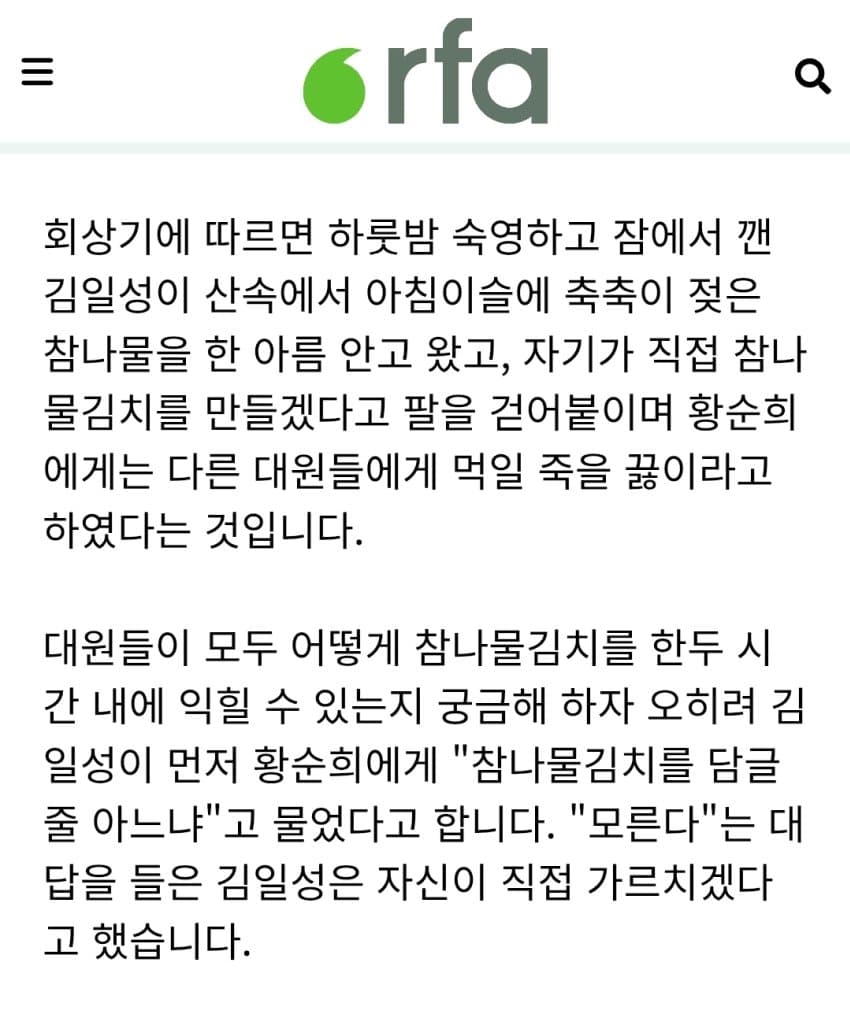 rfa
회상기에 따르면 하룻밤 숙영하고 잠에서 깬
김일성이 산속에서 아침이슬에 축축이 젖은
참나물을 한 아름 안고 왔고, 자기가 직접 참나
물김치를 만들겠다고 팔을 걷어붙이며 황순희
에게는 다른 대원들에게 먹일 죽을 끓이라고
하였다는 것입니다.
대원들이 모두 어떻게 참나물김치를 한두 시
간 내에 익힐 수 있는지 궁금해 하자 오히려 김
일성이 먼저 황순희에게 "참나물김치를 담글
줄 아느냐"고 물었다고 합니다. "모른다"는 대
답을 들은 김일성은 자신이 직접 가르치겠다
고 했습니다.